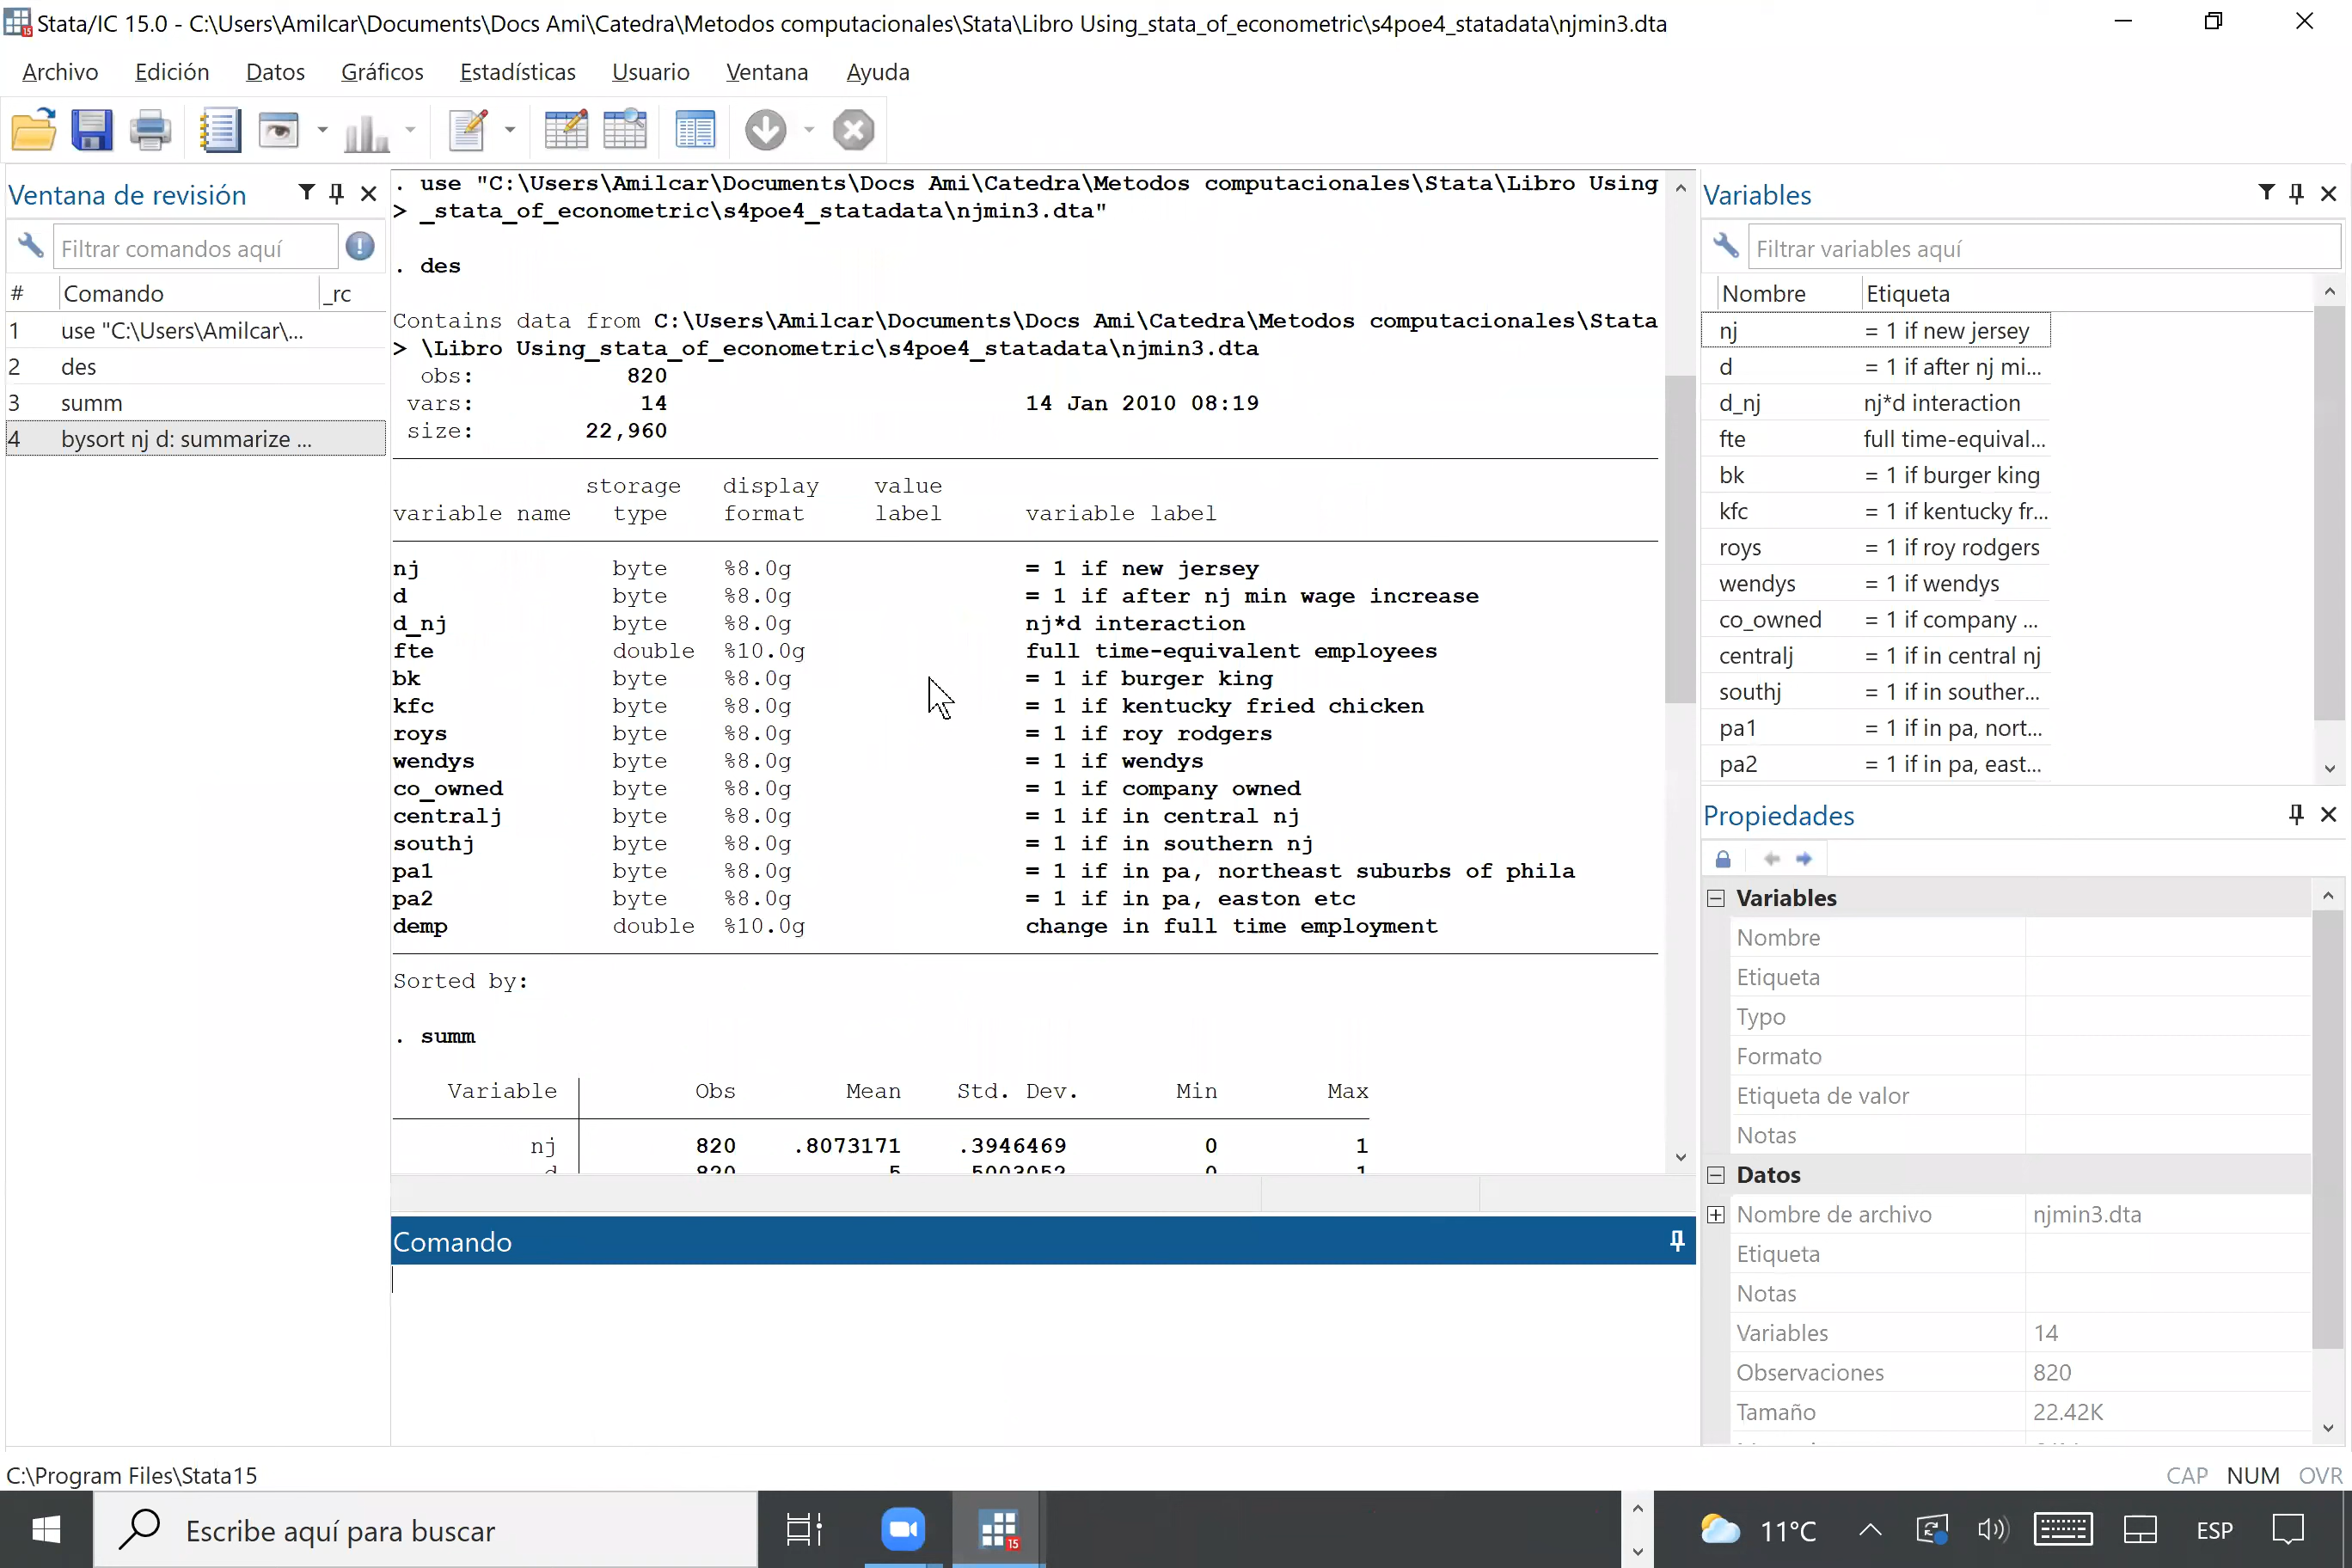 Stata/IC 15.0 - C:\Users\Amilcar\Documents\Docs Ami\Catedra\Metodos computacionales\Stata\Libro Using_stata_of_econometric\s4poe4_statadata\njmin3.dta
Archivo Edición Datos Gráficos Estadísticas Usuario Ventana Ayuda
Ventana de revisión
Filtrar comandos aquí
# Comando _rc
1 use "C:\Users\Amilcar\...
2 des
3 summ
4 bysort nj d: summarize ...
. use "C:\Users\Amilcar\Documents\Docs Ami\Catedra\Metodos computacionales\Stata\Libro Using
> _stata_of_econometric\s4poe4_statadata\njmin3.dta"
. des
Contains data from C:\Users\Amilcar\Documents\Docs Ami\Catedra\Metodos computacionales\Stata
> \Libro Using_stata_of_econometric\s4poe4_statadata\njmin3.dta
obs: 820
vars: 14 14 Jan 2010 08:19
size: 22,960
storage display value
variable name type format label variable label
nj byte %8.0g = 1 if new jersey
d byte %8.0g = 1 if after nj min wage increase
d_nj byte %8.0g nj*d interaction
fte double %10.0g full time-equivalent employees
bk byte %8.0g = 1 if burger king
kfc byte %8.0g = 1 if kentucky fried chicken
roys byte %8.0g = 1 if roy rodgers
wendys byte %8.0g = 1 if wendys
co_owned byte %8.0g = 1 if company owned
centralj byte %8.0g = 1 if in central nj
southj byte %8.0g = 1 if in southern nj
pa1 byte %8.0g = 1 if in pa, northeast suburbs of phila
pa2 byte %8.0g = 1 if in pa, easton etc
demp double %10.0g change in full time employment
Sorted by:
. summ
Variable Obs Mean Std. Dev. Min Max
nj 820 .8073171 .3946469 0 1
d 820 .5 .5003052 0 1
Comando
Variables
Filtrar variables aquí
Nombre Etiqueta
nj = 1 if new jersey
d = 1 if after nj mi...
d_nj nj*d interaction
fte full time-equival...
bk = 1 if burger king
kfc = 1 if kentucky fr...
roys = 1 if roy rodgers
wendys = 1 if wendys
co_owned = 1 if company ...
centralj = 1 if in central nj
southj = 1 if in souther...
pa1 = 1 if in pa, nort...
pa2 = 1 if in pa, east...
Propiedades
Variables
Nombre
Etiqueta
Typo
Formato
Etiqueta de valor
Notas
Datos
Nombre de archivo njmin3.dta
Etiqueta
Notas
Variables 14
Observaciones 820
Tamaño 22.42K
C:\Program Files\Stata15
CAP NUM OVR
Escribe aquí para buscar
15
11°C
ESP